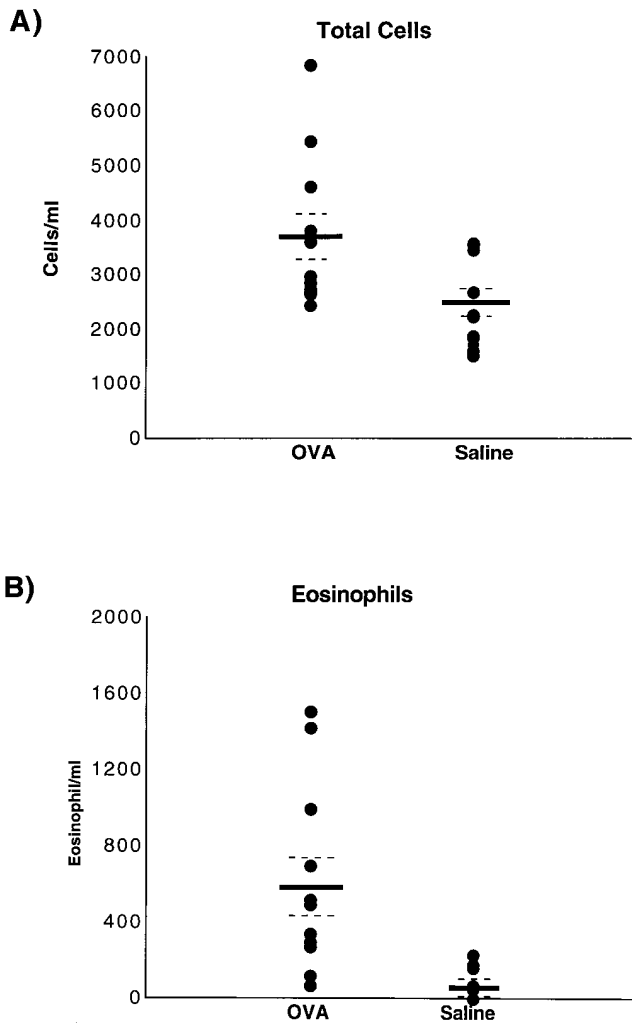 A)
Total Cells
7000
6000
5000
4000
3000
2000
1000
0
Cells/ml
OVA Saline
B)
Eosinophils
2000
1600
1200
800
400
0
Eosinophil/ml
OVA Saline